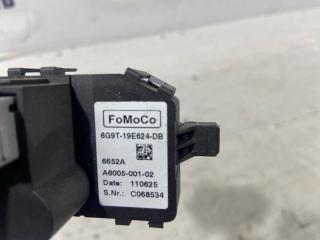 FoMoCo
6G9T-19E624-DB
6652A
A6005-001-02
Date: 110625
S.Nr.: C068534